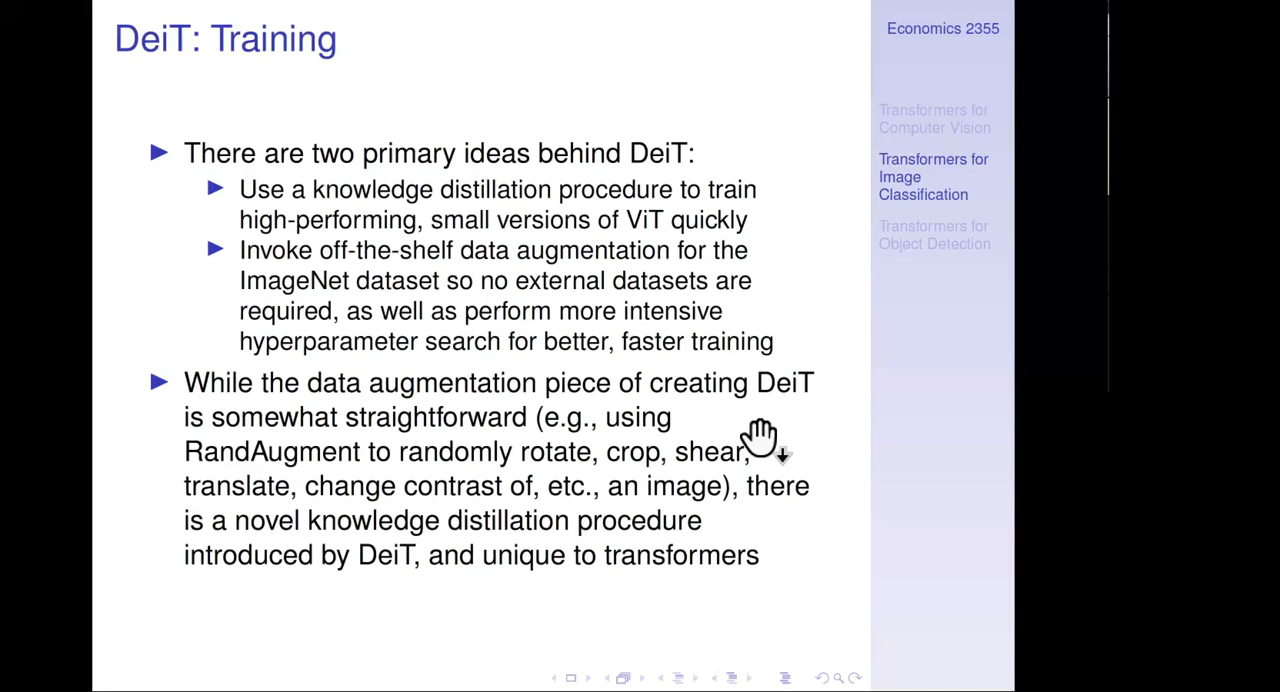 DeiT: Training
There are two primary ideas behind DeiT:
Use a knowledge distillation procedure to train
high-performing, small versions of ViT quickly
Invoke off-the-shelf data augmentation for the
ImageNet dataset so no external datasets are
required, as well as perform more intensive
hyperparameter search for better, faster training
While the data augmentation piece of creating DeiT
is somewhat straightforward (e.g., using
RandAugment to randomly rotate, crop, shear,
translate, change contrast of, etc., an image), there
is a novel knowledge distillation procedure
introduced by DeiT, and unique to transformers
Economics 2355
Transformers for
Computer Vision
Transformers for
Image
Classification
Transformers for
Object Detection